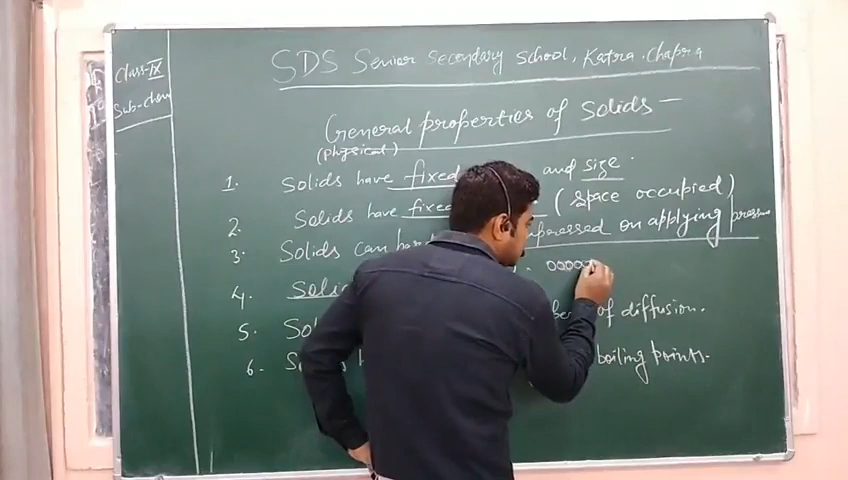 SDS Senior Secondary School, Katra. Chapra
Class-IX
Sub-chem
General properties of Solids —
(physical)
1. Solids have fixed and size.
2. Solids have fixed (space occupied)
3. Solids can be compressed on applying pressure
4. Solid
5. Sol of diffusion.
6. boiling points.